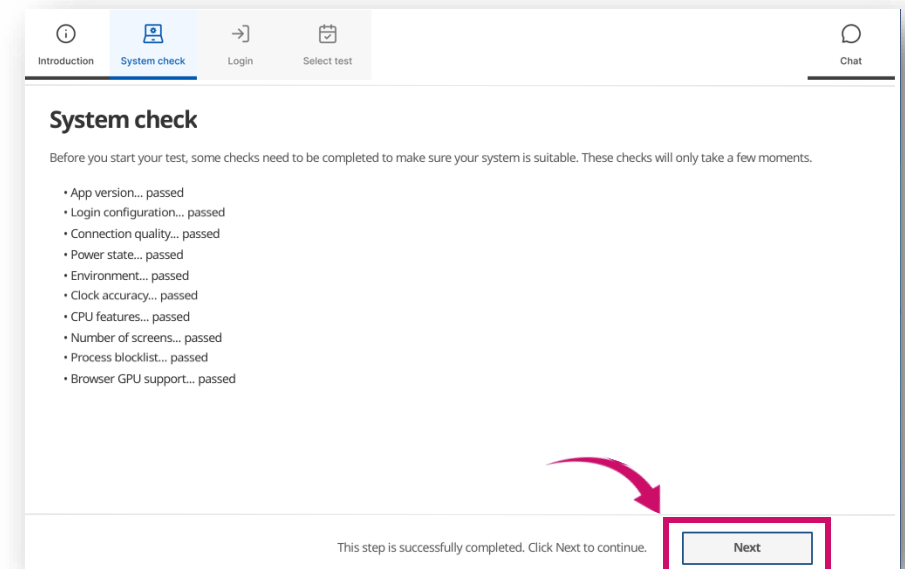 Introduction
System check
Login
Select test
Chat
System check
Before you start your test, some checks need to be completed to make sure your system is suitable. These checks will only take a few moments.
• App version... passed
• Login configuration... passed
• Connection quality... passed
• Power state... passed
• Environment... passed
• Clock accuracy... passed
• CPU features... passed
• Number of screens... passed
• Process blocklist... passed
• Browser GPU support... passed
This step is successfully completed. Click Next to continue.
Next